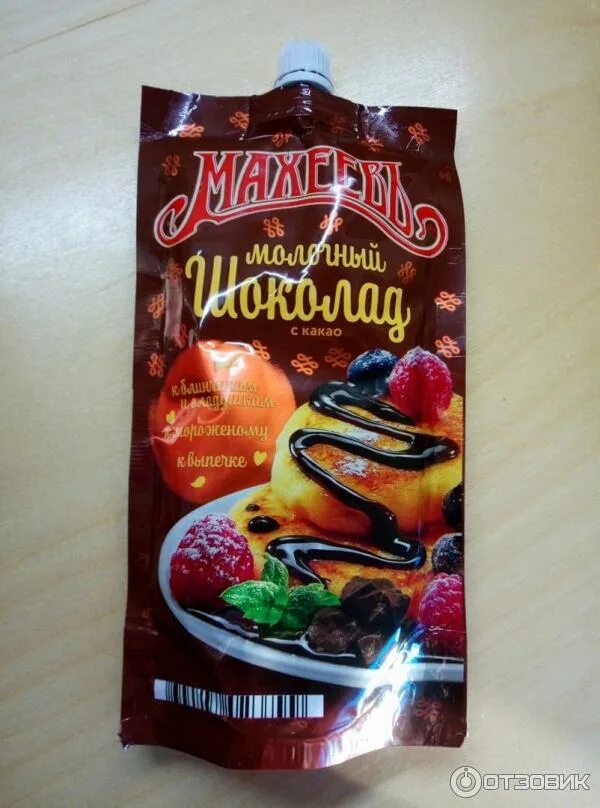 МАХЕЕВЪ
молочный
Шоколад
с какао
к блинчикам
и оладушкам
к мороженому
к выпечке
ОТЗОВИК